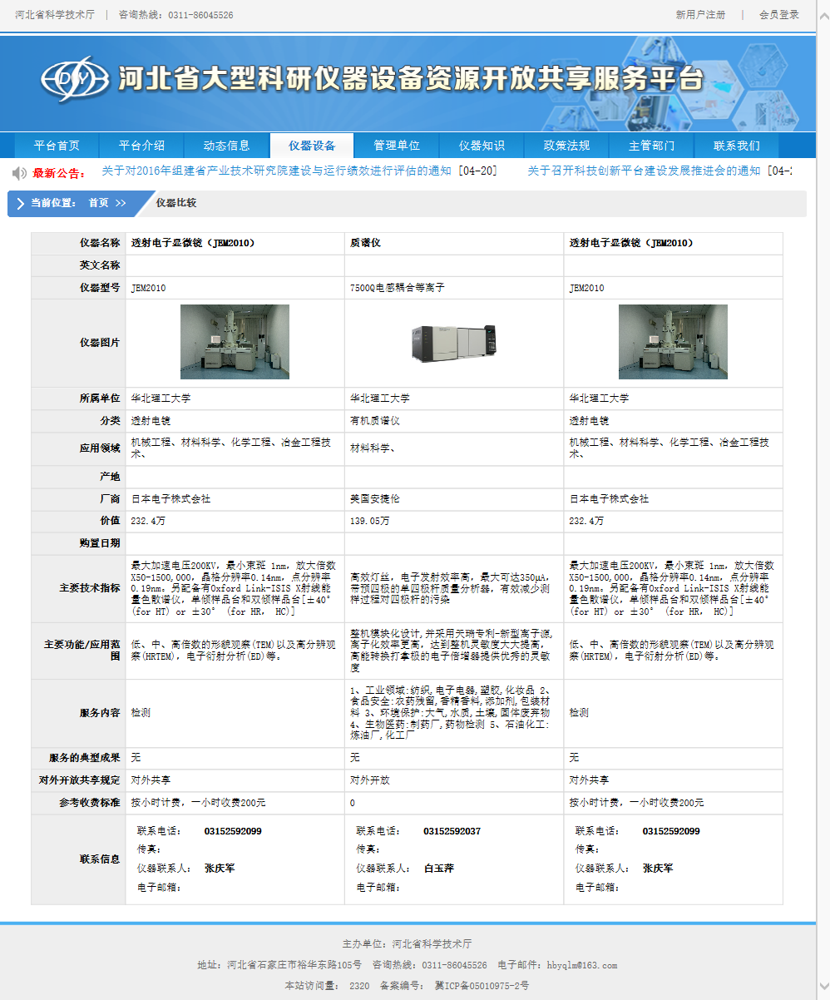 河北省科学技术厅 | 咨询热线：0311-86045526 新用户注册 | 会员登录
河北省大型科研仪器设备资源开放共享服务平台
平台首页 平台介绍 动态信息 仪器设备 管理单位 仪器知识 政策法规 主管部门 联系我们
最新公告： 关于对2016年组建省产业技术研究院建设与运行绩效进行评估的通知 [04-20] 关于召开科技创新平台建设发展推进会的通知 [04-2
当前位置： 首页 >> 仪器比较
仪器名称 透射电子显微镜（JEM2010） 质谱仪 透射电子显微镜（JEM2010）
英文名称
仪器型号 JEM2010 7500Q电感耦合等离子 JEM2010
仪器图片
所属单位 华北理工大学 华北理工大学 华北理工大学
分类 透射电镜 有机质谱仪 透射电镜
应用领域 机械工程、材料科学、化学工程、冶金工程技
术、 材料科学、 机械工程、材料科学、化学工程、冶金工程技
术、
产地
厂商 日本电子株式会社 美国安捷伦 日本电子株式会社
价值 232.4万 139.05万 232.4万
购置日期
主要技术指标
最大加速电压200KV，最小束斑 1nm，放大倍数
X50-1500,000，晶格分辨率0.14nm，点分辨率
0.19nm。另配备有Oxford Link-ISIS X射线能
量色散谱仪，单倾样品台和双倾样品台[±40°
(for HT) or ±30° (for HR， HC)]
高效灯丝，电子发射效率高，最大可达350μA，
带预四极的单四极杆质量分析器，有效减少测
样过程对四极杆的污染
最大加速电压200KV，最小束斑 1nm，放大倍数
X50-1500,000，晶格分辨率0.14nm，点分辨率
0.19nm。另配备有Oxford Link-ISIS X射线能
量色散谱仪，单倾样品台和双倾样品台[±40°
(for HT) or ±30° (for HR， HC)]
主要功能/应用范
围
低、中、高倍数的形貌观察(TEM)以及高分辨观
察(HRTEM)，电子衍射分析(ED)等。
整机模块化设计,并采用天瑞专利-新型离子源,
离子化效率更高，达到整机灵敏度大大提高，
高能转换打拿极的电子倍增器提供优秀的灵敏
度
低、中、高倍数的形貌观察(TEM)以及高分辨观
察(HRTEM)，电子衍射分析(ED)等。
服务内容
检测
1、工业领域:纺织,电子电器,塑胶,化妆品 2、
食品安全:农药残留,香精香料,添加剂,包装材
料 3、环境保护:大气,水质,土壤,固体废弃物
4、生物医药:制药厂,药物检测 5、石油化工:
炼油厂,化工厂
检测
服务的典型成果 无 无 无
对外开放共享规定 对外共享 对外开放 对外共享
参考收费标准 按小时计费，一小时收费200元 0 按小时计费，一小时收费200元
联系信息
联系电话： 03152592099 联系电话： 03152592037 联系电话： 03152592099
传真： 传真： 传真：
仪器联系人： 张庆军 仪器联系人： 白玉萍 仪器联系人： 张庆军
电子邮箱： 电子邮箱： 电子邮箱：
主办单位：河北省科学技术厅
地址：河北省石家庄市裕华东路105号 咨询热线：0311-86045526 电子邮件：hbyqlm@163.com
本站访问量： 2320 备案编号： 冀ICP备05010975-2号